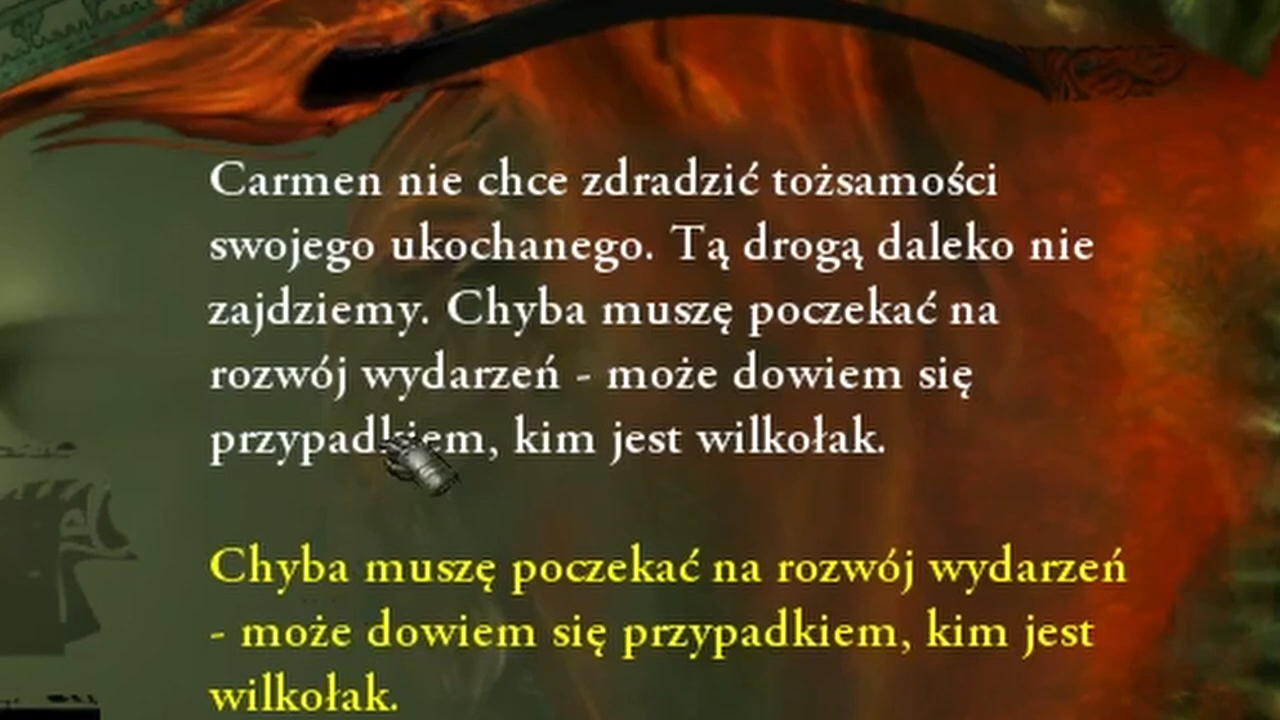 Carmen nie chce zdradzić tożsamości
swojego ukochanego. Tą drogą daleko nie
zajdziemy. Chyba muszę poczekać na
rozwój wydarzeń - może dowiem się
przypadkiem, kim jest wilkołak.
Chyba muszę poczekać na rozwój wydarzeń
- może dowiem się przypadkiem, kim jest
wilkołak.